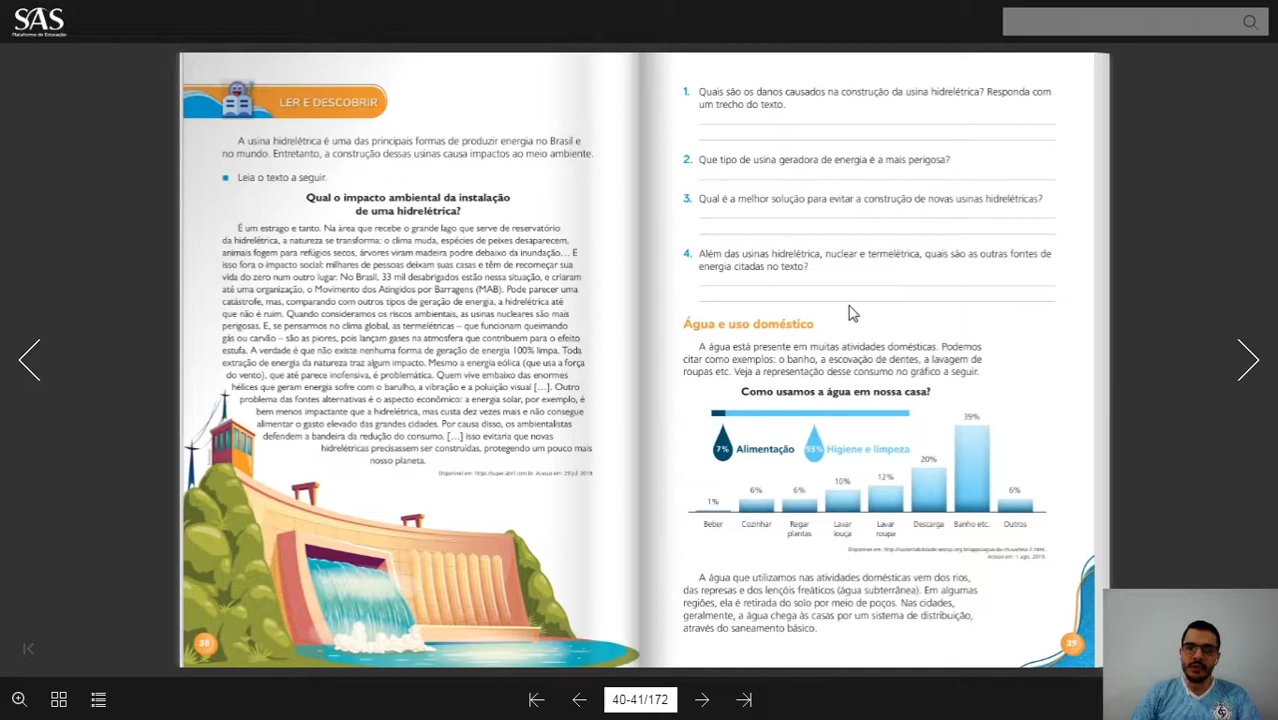 SAS
Plataforma de Educação
LER E DESCOBRIR
A usina hidrelétrica é uma das principais formas de produzir energia no Brasil e
no mundo. Entretanto, a construção dessas usinas causa impactos ao meio ambiente.
Leia o texto a seguir.
Qual o impacto ambiental da instalação
de uma hidrelétrica?
É um estrago e tanto. Na área que recebe o grande lago que serve de reservatório
da hidrelétrica, a natureza se transforma: o clima muda, espécies de peixes desaparecem,
animais fogem para refúgios secos, árvores viram madeira podre debaixo da inundação... E
isso fora o impacto social: milhares de pessoas deixam suas casas e têm de recomeçar sua
vida do zero num outro lugar. No Brasil, 33 mil desabrigados estão nessa situação, e criaram
até uma organização, o Movimento dos Atingidos por Barragens (MAB). Pode parecer uma
catástrofe, mas, comparando com outros tipos de geração de energia, a hidrelétrica até
que não é ruim. Quando consideramos os riscos ambientais, as usinas nucleares são mais
perigosas. E, se pensarmos no clima global, as termelétricas – que funcionam queimando
gás ou carvão – são as piores, pois lançam gases na atmosfera que contribuem para o efeito
estufa. A verdade é que não existe nenhuma forma de geração de energia 100% limpa. Toda
extração de energia da natureza traz algum impacto. Mesmo a energia eólica (que usa a força
do vento), que até parece inofensiva, é problemática. Quem vive embaixo das enormes
hélices que geram energia sofre com o barulho, a vibração e a poluição visual [...]. Outro
problema das fontes alternativas é o aspecto econômico: a energia solar, por exemplo, é
bem menos impactante que a hidrelétrica, mas custa dez vezes mais e não consegue
alimentar o gasto elevado das grandes cidades. Por causa disso, os ambientalistas
defendem a bandeira da redução do consumo. [...] isso evitaria que novas
hidrelétricas precisassem ser construídas, protegendo um pouco mais
nosso planeta.
Disponível em: https://super.abril.com.br. Acesso em: 29 jul. 2019.
38
1. Quais são os danos causados na construção da usina hidrelétrica? Responda com
um trecho do texto.
2. Que tipo de usina geradora de energia é a mais perigosa?
3. Qual é a melhor solução para evitar a construção de novas usinas hidrelétricas?
4. Além das usinas hidrelétrica, nuclear e termelétrica, quais são as outras fontes de
energia citadas no texto?
Água e uso doméstico
A água está presente em muitas atividades domésticas. Podemos
citar como exemplos: o banho, a escovação de dentes, a lavagem de
roupas etc. Veja a representação desse consumo no gráfico a seguir.
Como usamos a água em nossa casa?
7% Alimentação 93% Higiene e limpeza
1% 6% 6% 10% 12% 20% 39% 6%
Beber Cozinhar Regar plantas Lavar louça Lavar roupa Descarga Banho etc. Outros
Acesso em: 1 ago. 2019.
A água que utilizamos nas atividades domésticas vem dos rios,
das represas e dos lençóis freáticos (água subterrânea). Em algumas
regiões, ela é retirada do solo por meio de poços. Nas cidades,
geralmente, a água chega às casas por um sistema de distribuição,
através do saneamento básico.
39
40-41/172